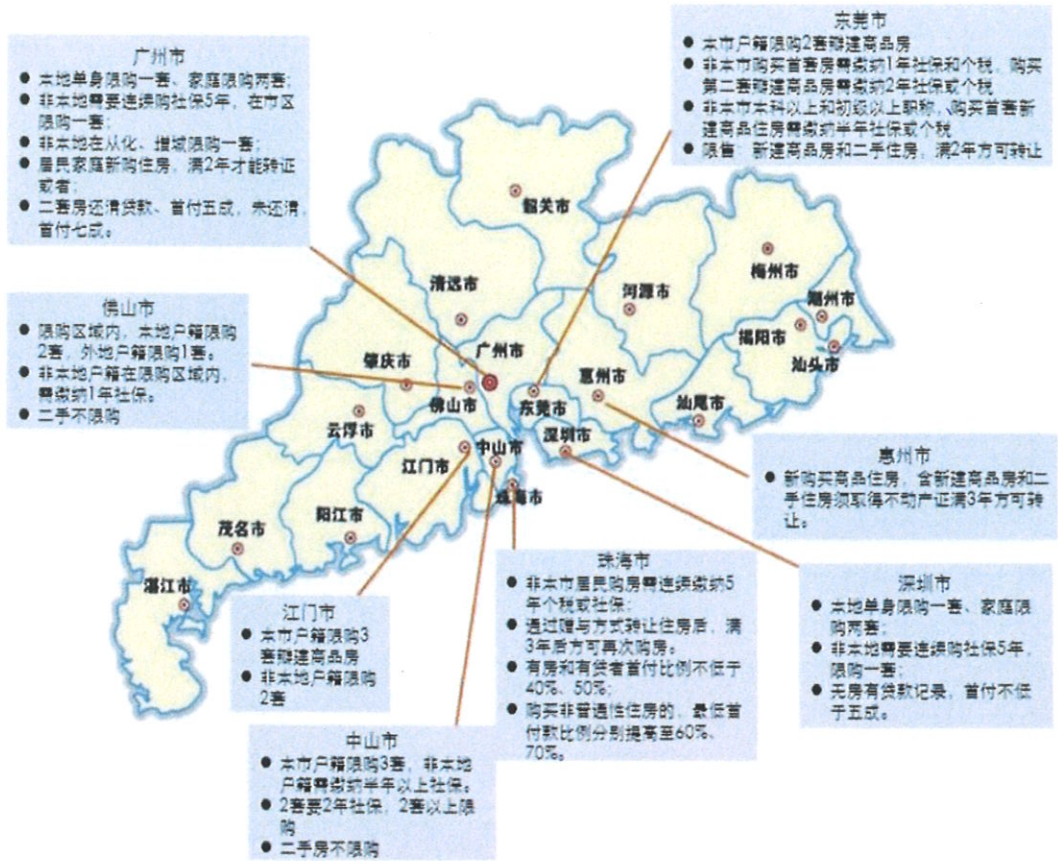 广州市
● 本地单身限购一套、家庭限购两套;
● 非本地需要连续购社保5年,在市区
限购一套;
● 非本地在从化、增城限购一套;
● 居民家庭新购住房,满2年才能转证
或者;
● 二套房还清贷款、首付五成,未还清,
首付七成。
东莞市
● 本市户籍限购2套瓣建商品房
● 非本市购买首套房需缴纳1年社保和个税,购买
第二套瓣建商品房需缴纳2年社保或个税
● 非本市本科以上和初级以上职称、购买首套新
建商品住房需缴纳半年社保或个税
● 限售:新建商品房和二手住房,满2年方可转让
佛山市
● 限购区域内,本地户籍限购
2套,外地户籍限购1套。
● 非本地户籍在限购区域内,
需缴纳1年社保。
● 二手不限购
韶关市
清远市
河源市
梅州市
潮州市
揭阳市
汕头市
广州市
肇庆市
惠州市
佛山市
东莞市
汕尾市
云浮市
深圳市
中山市
江门市
珠海市
阳江市
茂名市
湛江市
惠州市
● 新购买商品住房,含新建商品房和二
手住房须取得不动产证满3年方可转
让。
江门市
● 本市户籍限购3
套瓣建商品房
● 非本地户籍限购
2套
珠海市
● 非本市居民购房需连续缴纳5
年个税或社保;
● 通过赠与方式转让住房后,满
3年后方可再次购房。
● 有房和有贷者首付比例不低于
40%、50%;
● 购买非普通性住房的,最低首
付款比例分别提高至60%、
70%。
深圳市
● 本地单身限购一套、家庭限
购两套;
● 非本地需要连续购社保5年,
限购一套;
● 无房有贷款记录,首付不低
于五成。
中山市
● 本市户籍限购3套,非本地
户籍需缴纳半年以上社保。
● 2套要2年社保,2套以上限
购
● 二手房不限购